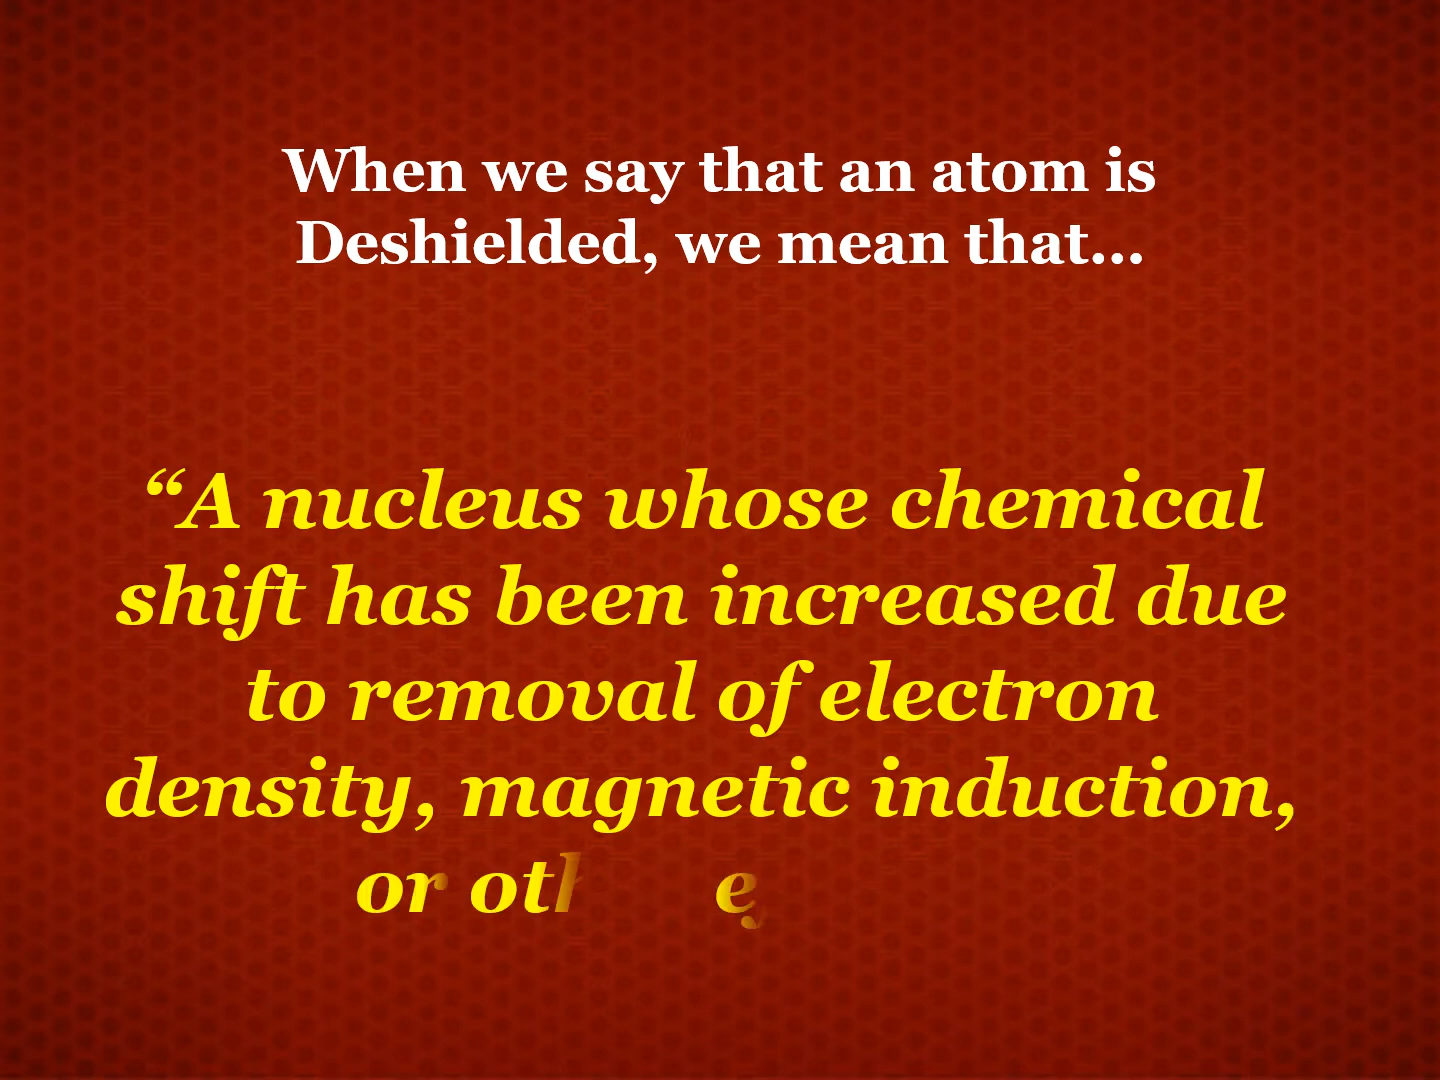 When we say that an atom is
Deshielded, we mean that...
“A nucleus whose chemical
shift has been increased due
to removal of electron
density, magnetic induction,
or